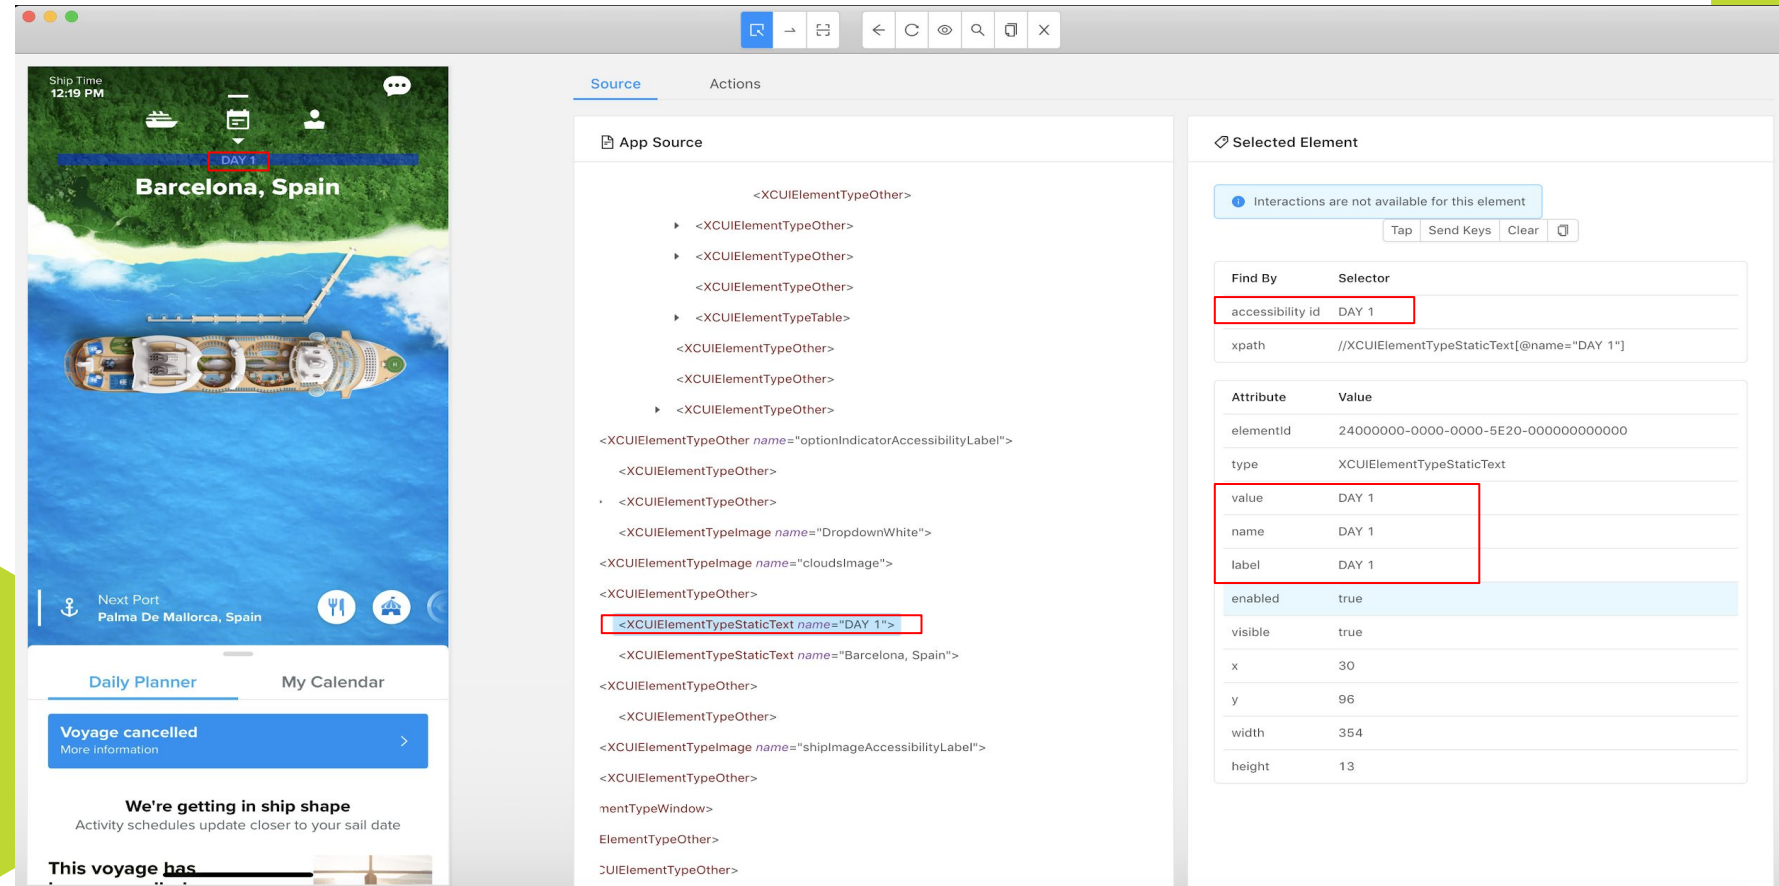 Ship Time
12:19 PM
DAY 1
Barcelona, Spain
Next Port
Palma De Mallorca, Spain
Daily Planner My Calendar
Voyage cancelled
More information
We're getting in ship shape
Activity schedules update closer to your sail date
This voyage has
Source Actions
App Source
<XCUIElementTypeOther>
<XCUIElementTypeOther>
<XCUIElementTypeOther>
<XCUIElementTypeOther>
<XCUIElementTypeTable>
<XCUIElementTypeOther>
<XCUIElementTypeOther>
<XCUIElementTypeOther>
<XCUIElementTypeOther name="optionIndicatorAccessibilityLabel">
<XCUIElementTypeOther>
<XCUIElementTypeOther>
<XCUIElementTypeImage name="DropdownWhite">
<XCUIElementTypeImage name="cloudsImage">
<XCUIElementTypeOther>
<XCUIElementTypeStaticText name="DAY 1">
<XCUIElementTypeStaticText name="Barcelona, Spain">
<XCUIElementTypeOther>
<XCUIElementTypeOther>
<XCUIElementTypeImage name="shipImageAccessibilityLabel">
<XCUIElementTypeOther>
mentTypeWindow>
ElementTypeOther>
CUIElementTypeOther>
Selected Element
Interactions are not available for this element
Tap Send Keys Clear
Find By Selector
accessibility id DAY 1
xpath //XCUIElementTypeStaticText[@name="DAY 1"]
Attribute Value
elementId 24000000-0000-0000-5E20-000000000000
type XCUIElementTypeStaticText
value DAY 1
name DAY 1
label DAY 1
enabled true
visible true
x 30
y 96
width 354
height 13